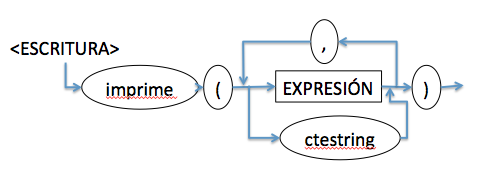 <ESCRITURA>
,
imprime ( EXPRESIÓN )
ctestring